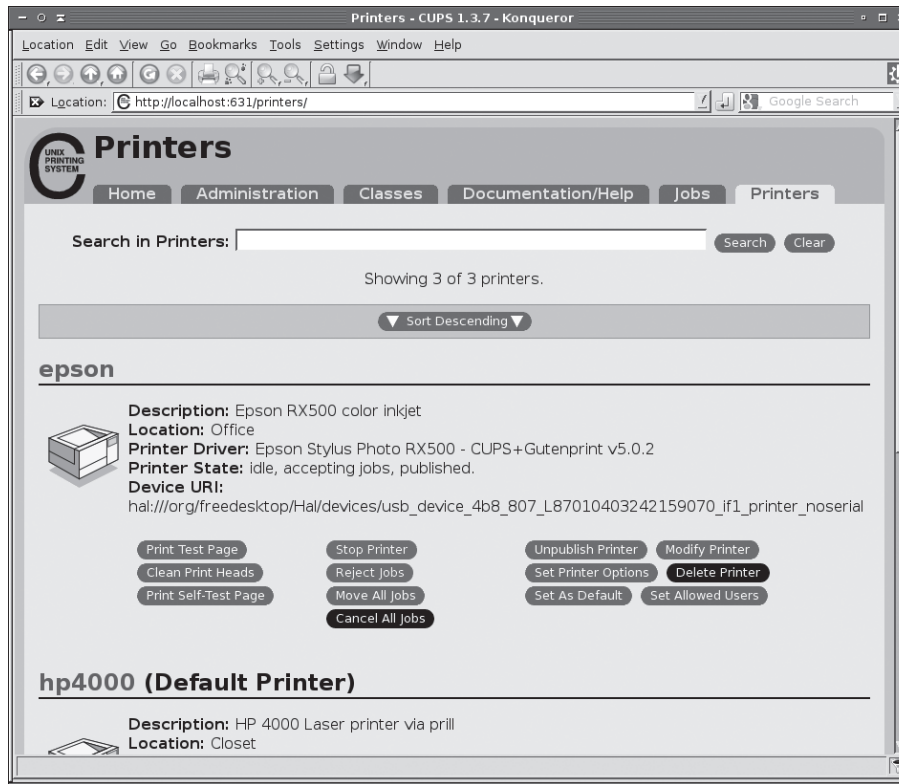 Printers - CUPS 1.3.7 - Konqueror
Location Edit View Go Bookmarks Tools Settings Window Help
Location: http://localhost:631/printers/ Google Search
UNIX PRINTING SYSTEM
Printers
Home Administration Classes Documentation/Help Jobs Printers
Search in Printers: Search Clear
Showing 3 of 3 printers.
▼ Sort Descending ▼
epson
Description: Epson RX500 color inkjet
Location: Office
Printer Driver: Epson Stylus Photo RX500 - CUPS+Gutenprint v5.0.2
Printer State: idle, accepting jobs, published.
Device URI:
hal:///org/freedesktop/Hal/devices/usb_device_4b8_807_L87010403242159070_if1_printer_noserial
Print Test Page Stop Printer Unpublish Printer Modify Printer
Clean Print Heads Reject Jobs Set Printer Options Delete Printer
Print Self-Test Page Move All Jobs Set As Default Set Allowed Users
Cancel All Jobs
hp4000 (Default Printer)
Description: HP 4000 Laser printer via prill
Location: Closet